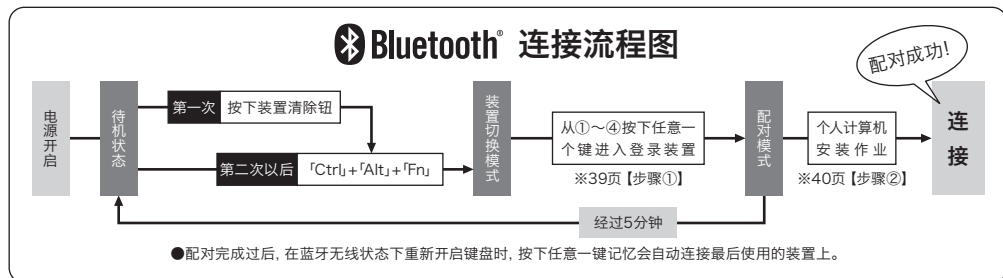 Bluetooth® 连接流程图
配对成功!
电源开启
待机状态
第一次 按下装置清除钮
第二次以后 「Ctrl」+「Alt」+「Fn」
装置切换模式
从①～④按下任意一
个键进入登录装置
※39页【步骤①】
配对模式
个人计算机
安装作业
※40页【步骤②】
连接
经过5分钟
●配对完成过后, 在蓝牙无线状态下重新开启键盘时, 按下任意一键记忆会自动连接最后使用的装置上。